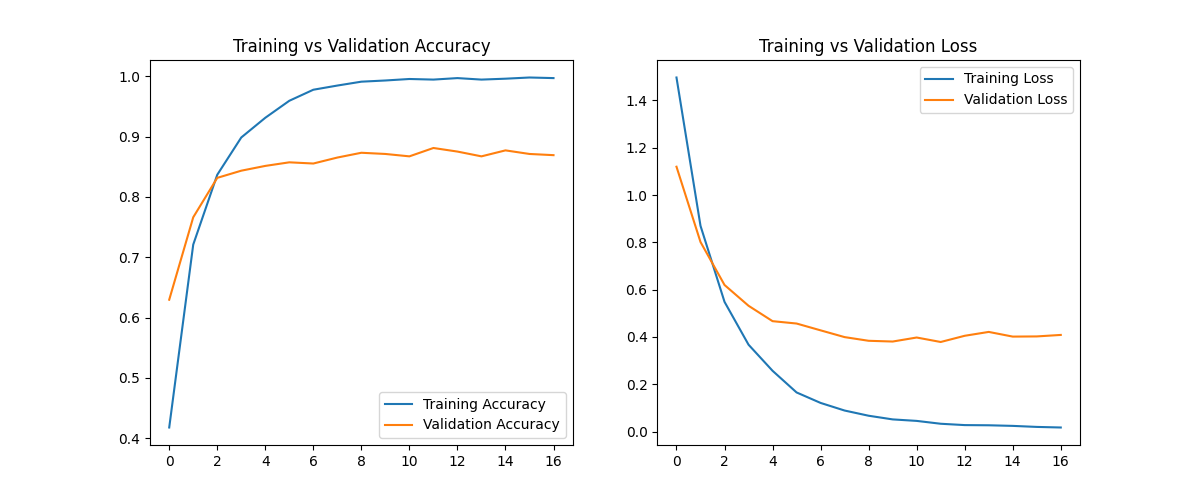 Training vs Validation Accuracy
1.0
0.9
0.8
0.7
0.6
0.5
0.4
Training Accuracy
Validation Accuracy
0 2 4 6 8 10 12 14 16
Training vs Validation Loss
Training Loss
Validation Loss
1.4
1.2
1.0
0.8
0.6
0.4
0.2
0.0
0 2 4 6 8 10 12 14 16